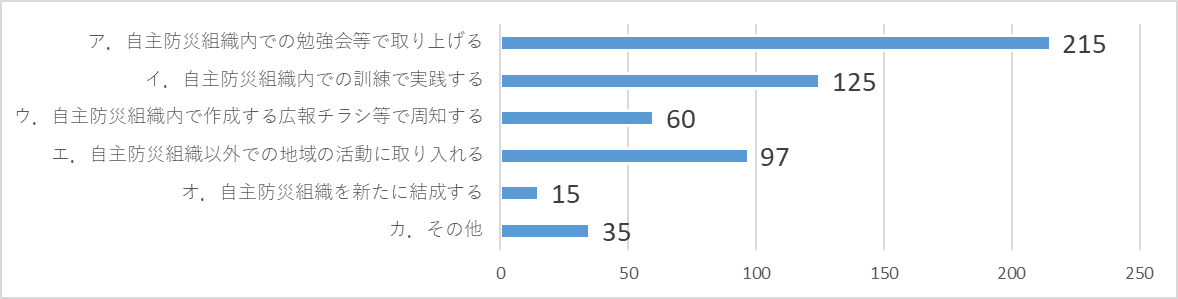 ア．自主防災組織内での勉強会等で取り上げる 215
イ．自主防災組織内での訓練で実践する 125
ウ．自主防災組織内で作成する広報チラシ等で周知する 60
エ．自主防災組織以外での地域の活動に取り入れる 97
オ．自主防災組織を新たに結成する 15
カ．その他 35
0 50 100 150 200 250